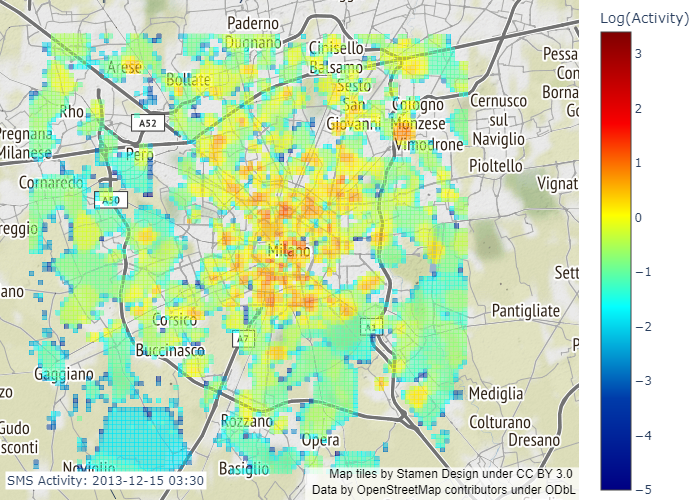 Log(Activity)
Paderno
Dugnano
Cinisello
Balsamo
Arese
Bollate
Sesto
San
Giovanni
Cologno
Monzese
Cernusco
sul
Naviglio
Pessa
Con
Borna
Go
Rho
A52
Vimodrone
Pregnana
Milanese
Pero
Pioltello
Cornaredo
Vignat
A50
reggio
Milano
Sett
ano
Pantigliate
Corsico
A1
A7
Buccinasco
P
Gaggiano
zo
Mediglia
Rozzano
Colturano
Gudo
sconti
Opera
Dresano
Noviglio
Basiglio
SMS Activity: 2013-12-15 03:30
Map tiles by Stamen Design under CC BY 3.0
Data by OpenStreetMap contributors under ODbL
3
2
1
0
−1
−2
−3
−4
−5